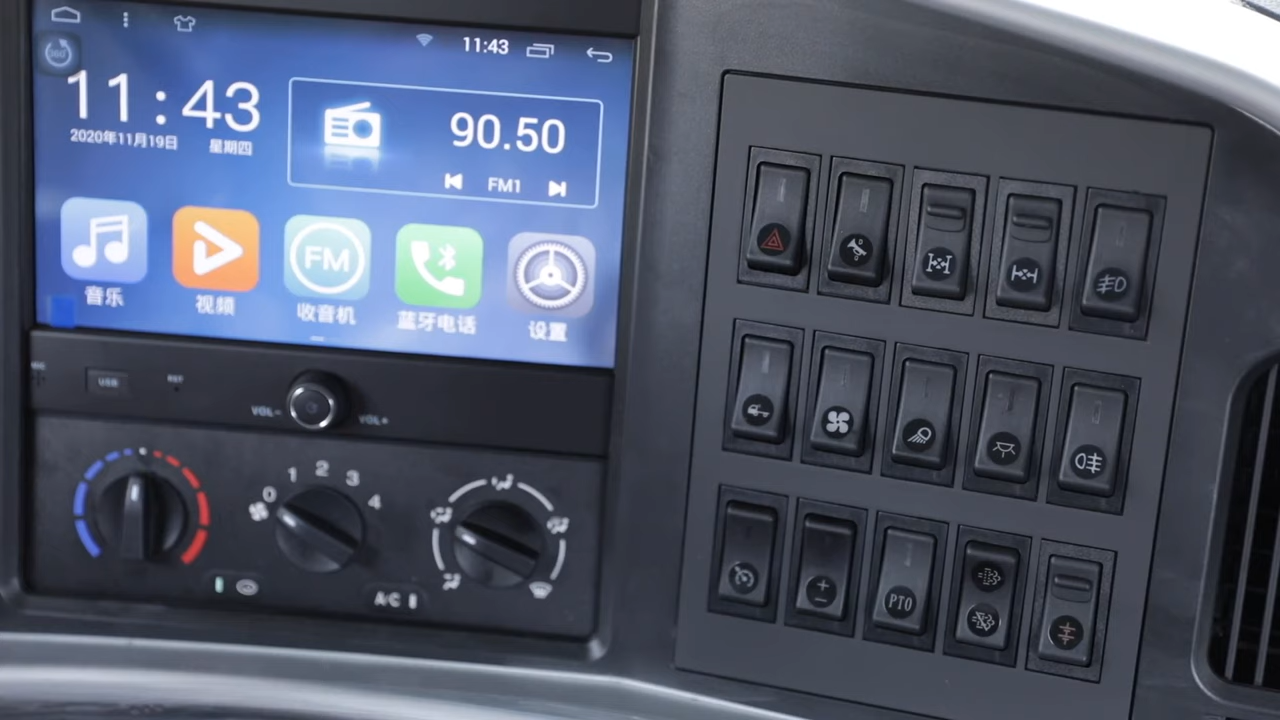 11:43
360°
11:43
2020年11月19日 星期四
90.50
FM1
FM
音乐 视频 收音机 蓝牙电话 设置
USB RST
VOL- VOL+
0 1 2 3 4
A/C
PTO